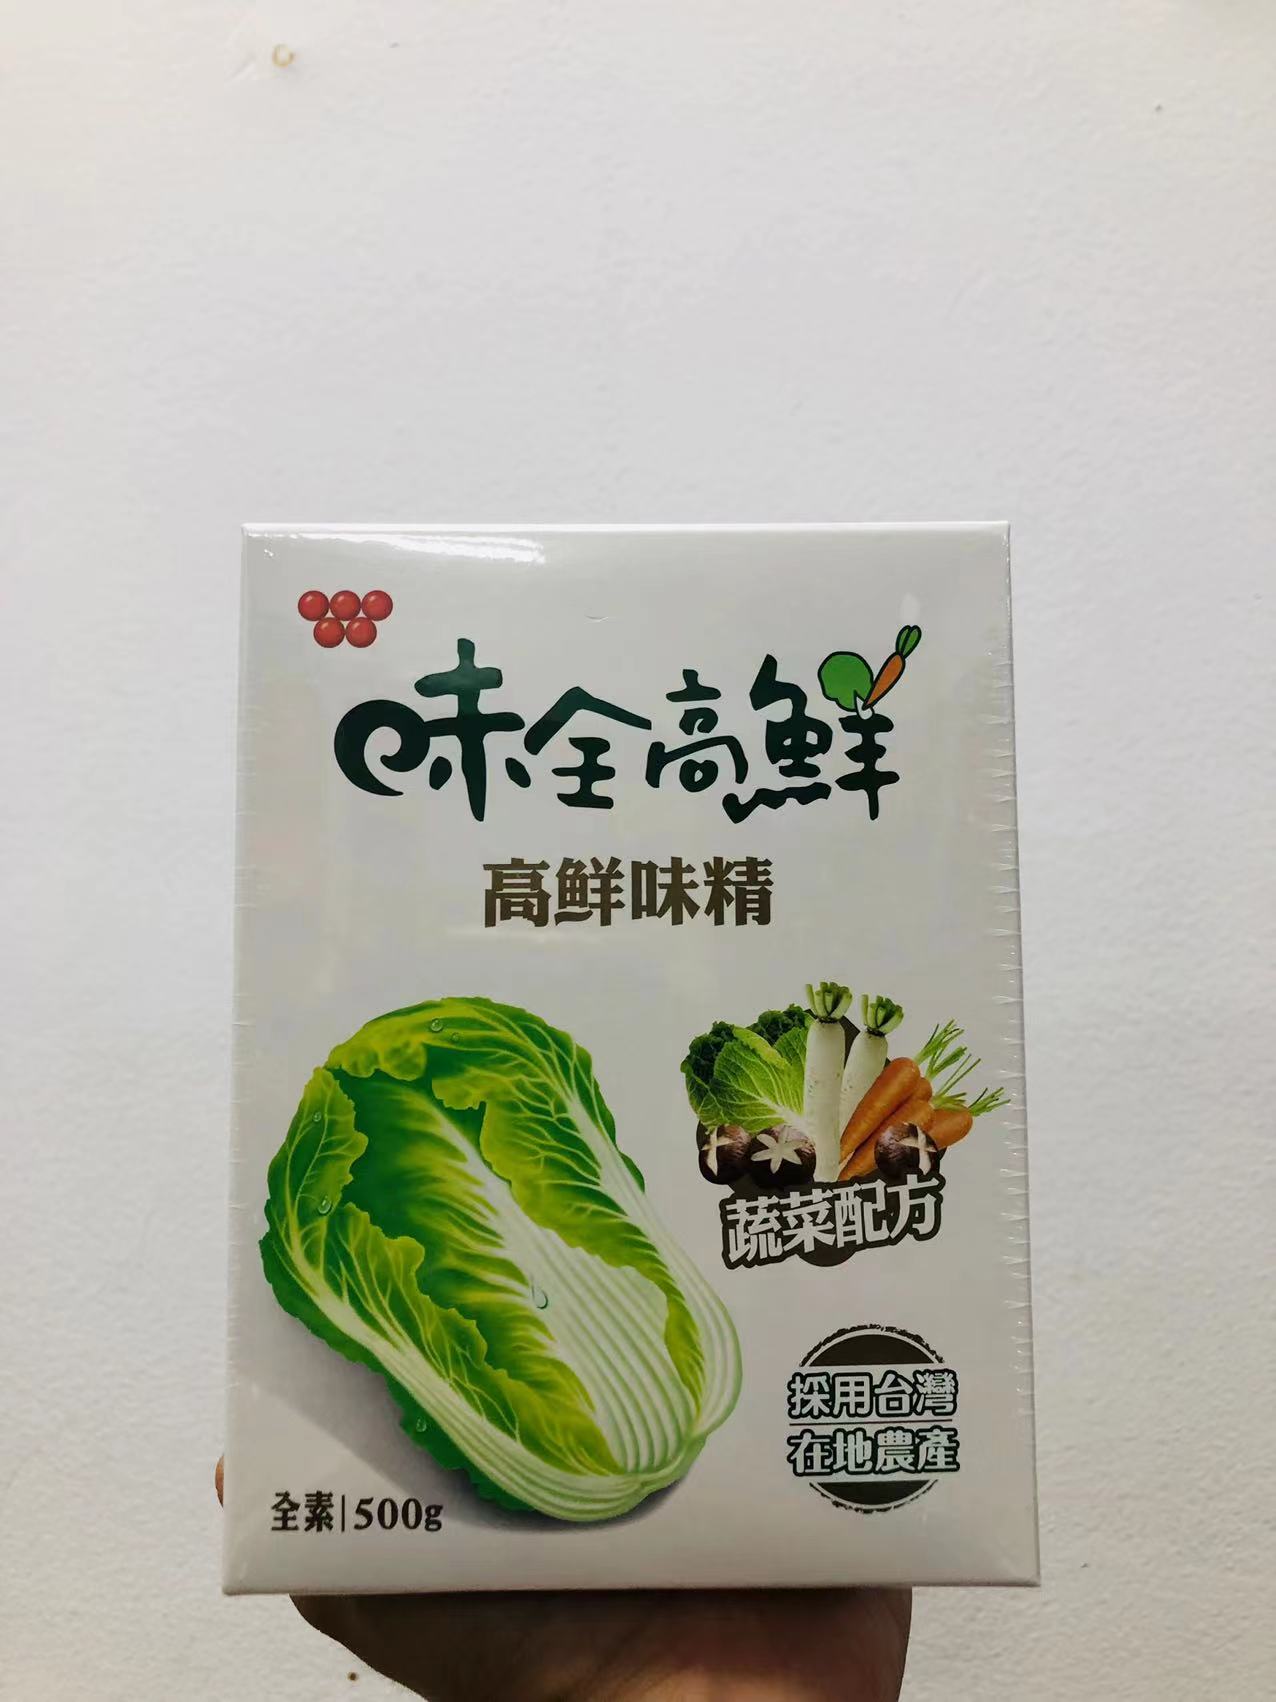 味全高鮮
高鮮味精
蔬菜配方
採用台灣
在地農產
全素|500g